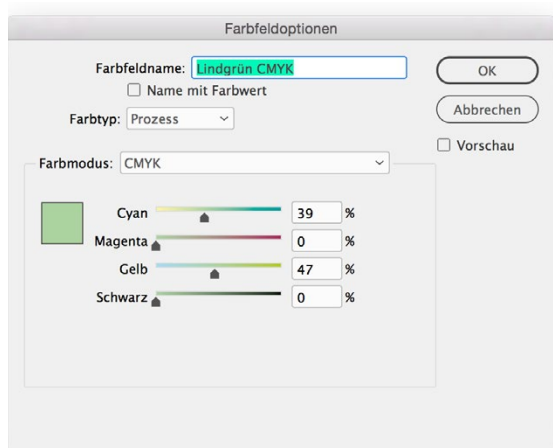 Farbfeldoptionen
Farbfeldname: Lindgrün CMYK
Name mit Farbwert
Farbtyp: Prozess
OK
Abbrechen
Vorschau
Farbmodus: CMYK
Cyan 39 %
Magenta 0 %
Gelb 47 %
Schwarz 0 %